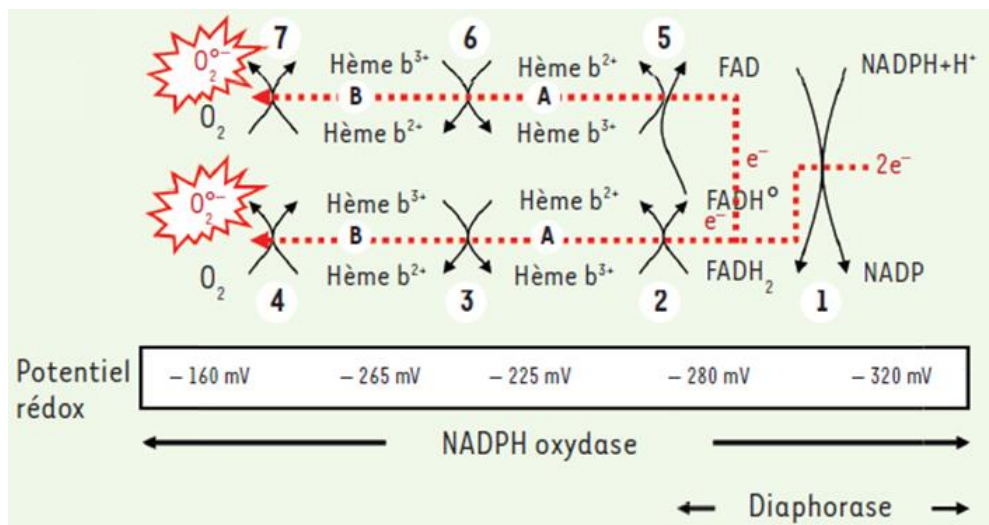 7 6 5
O₂°⁻ Hème b³⁺ Hème b²⁺ FAD NADPH+H⁺
B A
O₂ Hème b²⁺ Hème b³⁺
e⁻ 2e⁻
O₂°⁻ Hème b³⁺ Hème b²⁺ FADH°
e⁻
B A
O₂ Hème b²⁺ Hème b³⁺ FADH₂ NADP
4 3 2 1
Potentiel rédox
– 160 mV – 265 mV – 225 mV – 280 mV – 320 mV
NADPH oxydase
Diaphorase